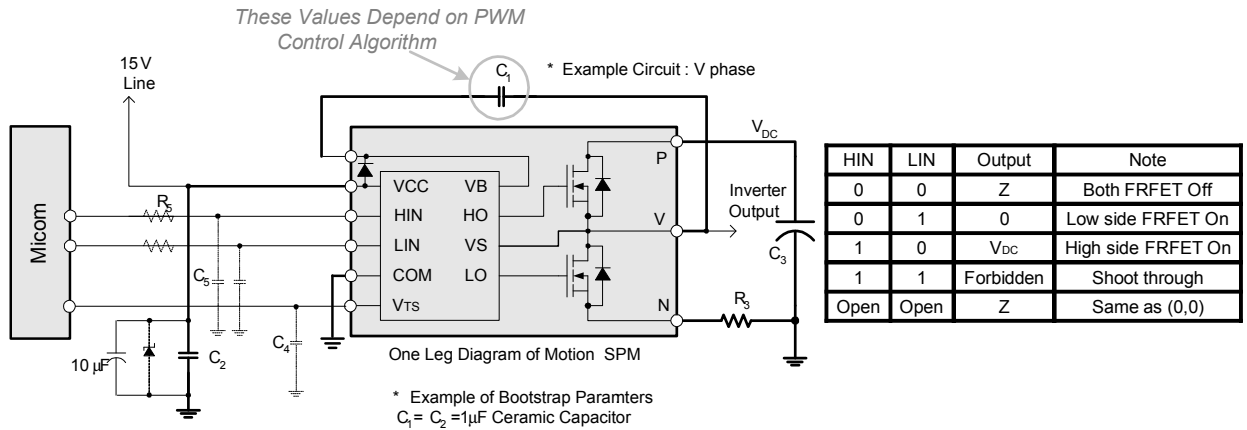 These Values Depend on PWM
Control Algorithm
15 V
Line
C1
* Example Circuit : V phase
Micom
R5
C5
C4
10 μF
C2
VCC
HIN
LIN
COM
VTS
VB
HO
VS
LO
P
V
N
VDC
Inverter
Output
C3
R3
One Leg Diagram of Motion SPM
* Example of Bootstrap Paramters
C1= C2 =1μF Ceramic Capacitor
HIN LIN Output Note
0 0 Z Both FRFET Off
0 1 0 Low side FRFET On
1 0 VDC High side FRFET On
1 1 Forbidden Shoot through
Open Open Z Same as (0,0)